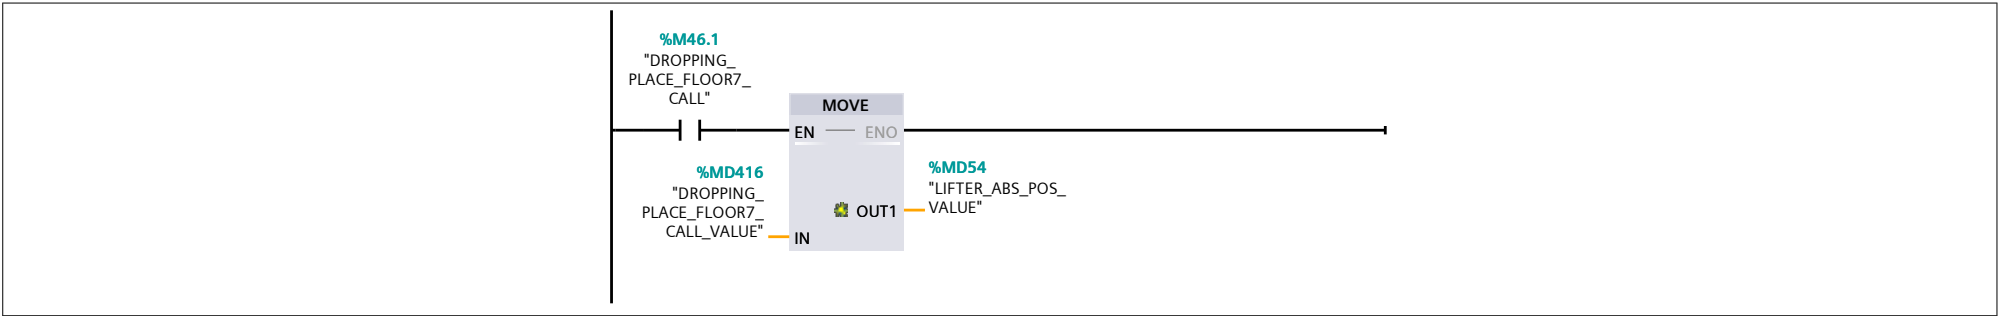 %M46.1
"DROPPING_
PLACE_FLOOR7_
CALL"
MOVE
EN
ENO
%MD416
"DROPPING_
PLACE_FLOOR7_
CALL_VALUE"
IN
%MD54
"LIFTER_ABS_POS_
VALUE"
OUT1